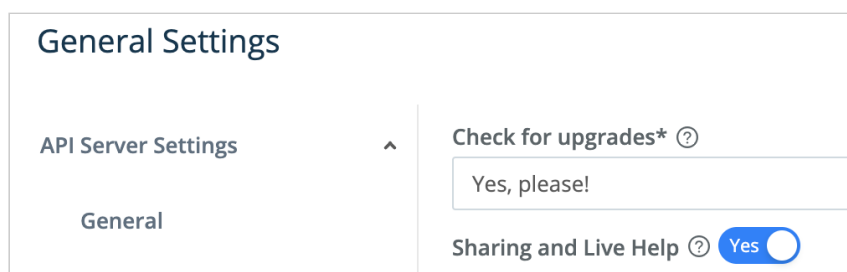 General Settings
API Server Settings
General
Check for upgrades*
Yes, please!
Sharing and Live Help Yes